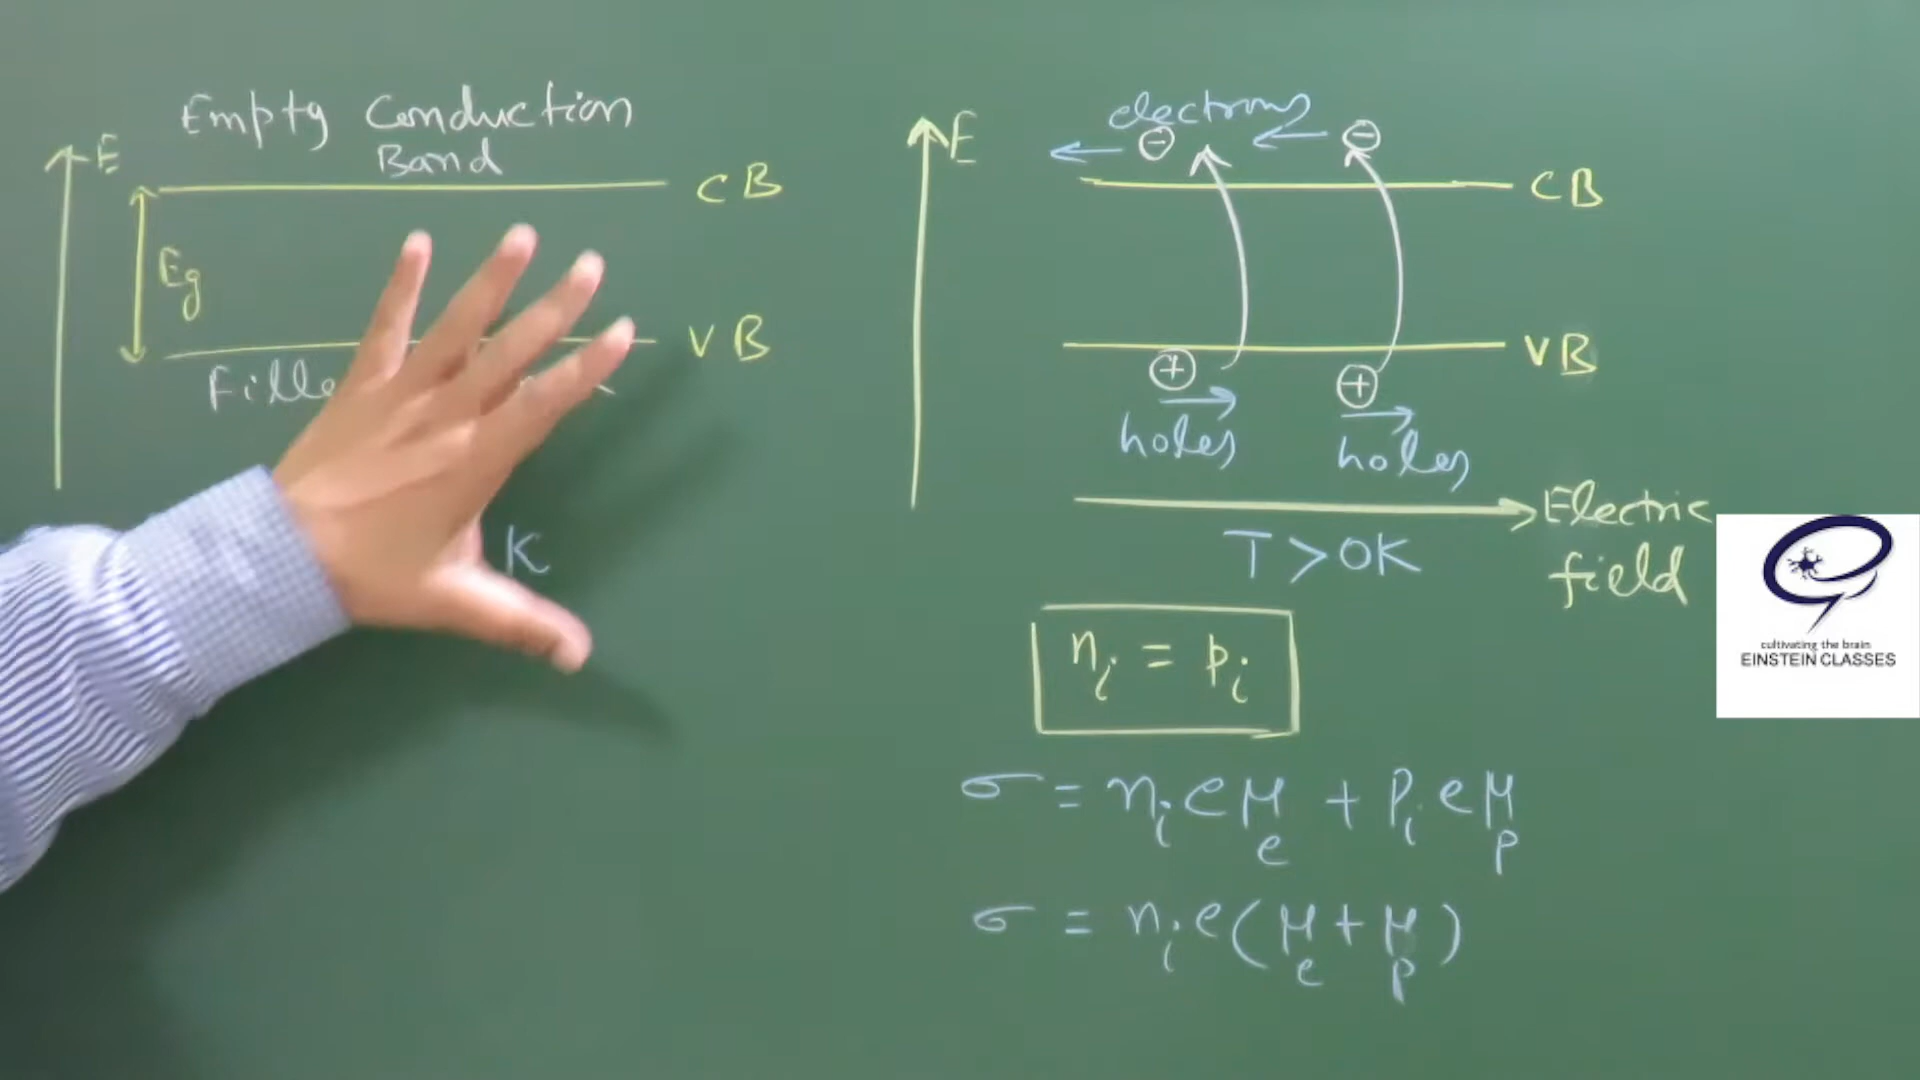 Empty Conduction
Band
E
CB
Eg
VB
K
E
electrons
⊖ ⊖
CB
VB
⊕ ⊕
holes holes
Electric
field
T > 0K
nᵢ = pᵢ
σ = nᵢ e μₑ + pᵢ e μₚ
σ = nᵢ e (μₑ + μₚ)
cultivating the brain
EINSTEIN CLASSES